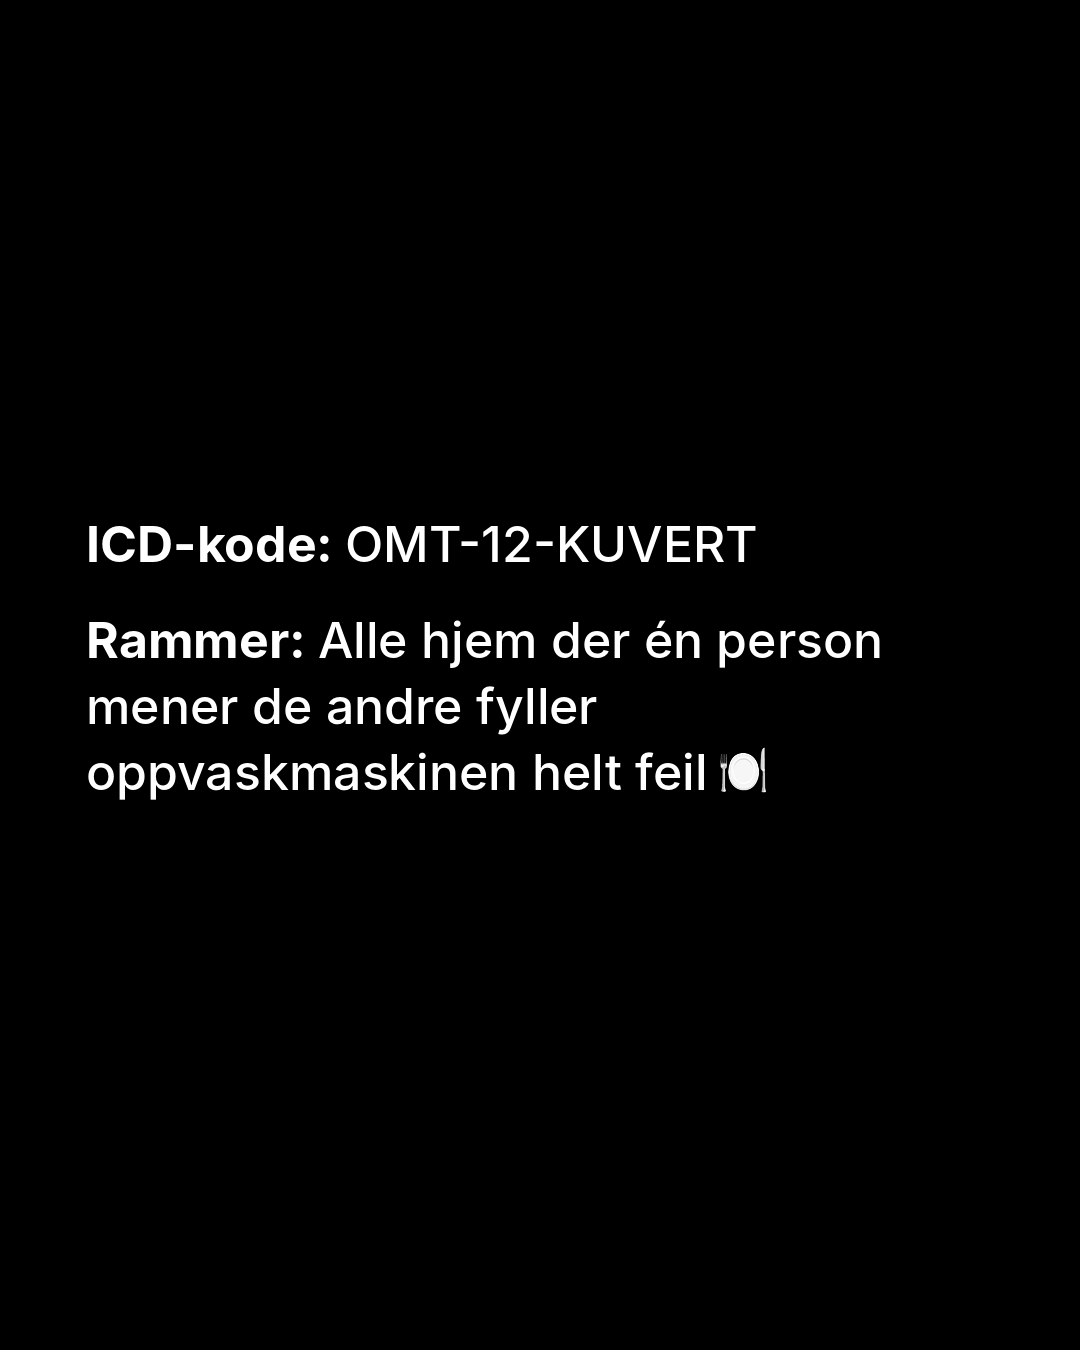 ICD-kode: OMT-12-KUVERT
Rammer: Alle hjem der én person
mener de andre fyller
oppvaskmaskinen helt feil 🍽️